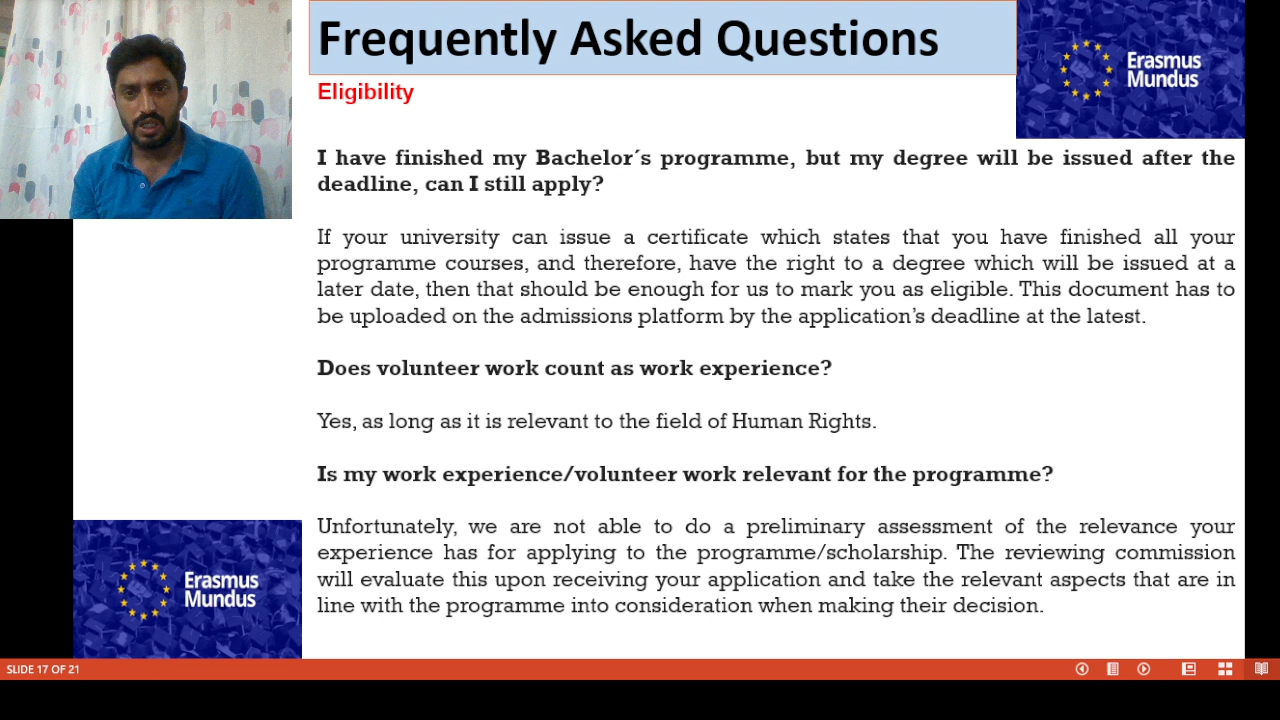 Frequently Asked Questions
Erasmus
Mundus
Eligibility
I have finished my Bachelor´s programme, but my degree will be issued after the
deadline, can I still apply?
If your university can issue a certificate which states that you have finished all your
programme courses, and therefore, have the right to a degree which will be issued at a
later date, then that should be enough for us to mark you as eligible. This document has to
be uploaded on the admissions platform by the application’s deadline at the latest.
Does volunteer work count as work experience?
Yes, as long as it is relevant to the field of Human Rights.
Is my work experience/volunteer work relevant for the programme?
Unfortunately, we are not able to do a preliminary assessment of the relevance your
experience has for applying to the programme/scholarship. The reviewing commission
will evaluate this upon receiving your application and take the relevant aspects that are in
line with the programme into consideration when making their decision.
Erasmus
Mundus
SLIDE 17 OF 21